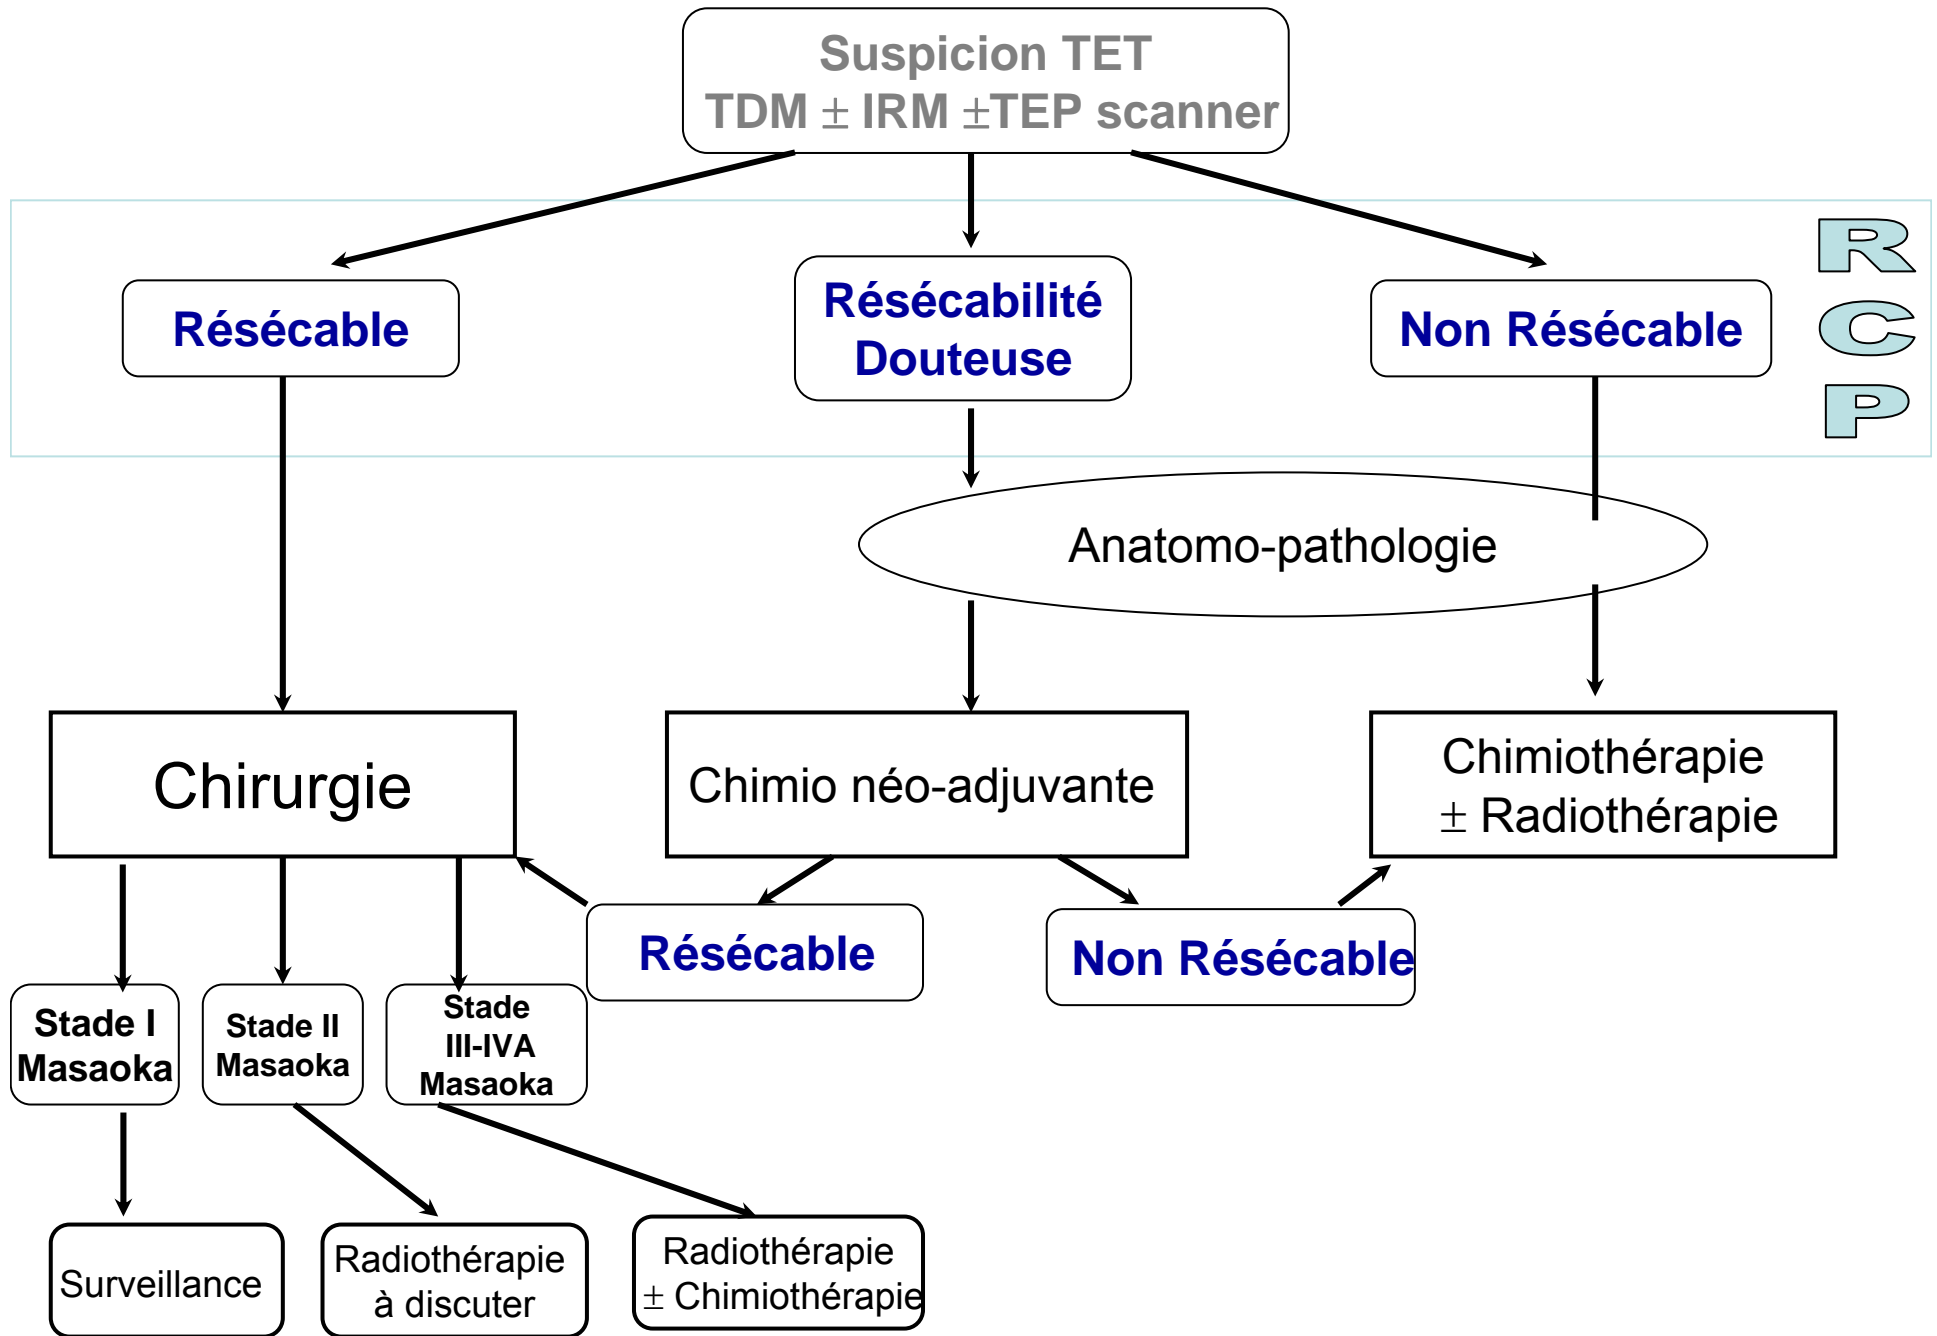 Suspicion TET
TDM ± IRM ±TEP scanner
R
C
P
Résécable
Résécabilité
Douteuse
Non Résécable
Anatomo-pathologie
Chirurgie
Chimio néo-adjuvante
Chimiothérapie
± Radiothérapie
Résécable
Non Résécable
Stade I
Masaoka
Stade II
Masaoka
Stade
III-IVA
Masaoka
Surveillance
Radiothérapie
à discuter
Radiothérapie
± Chimiothérapie